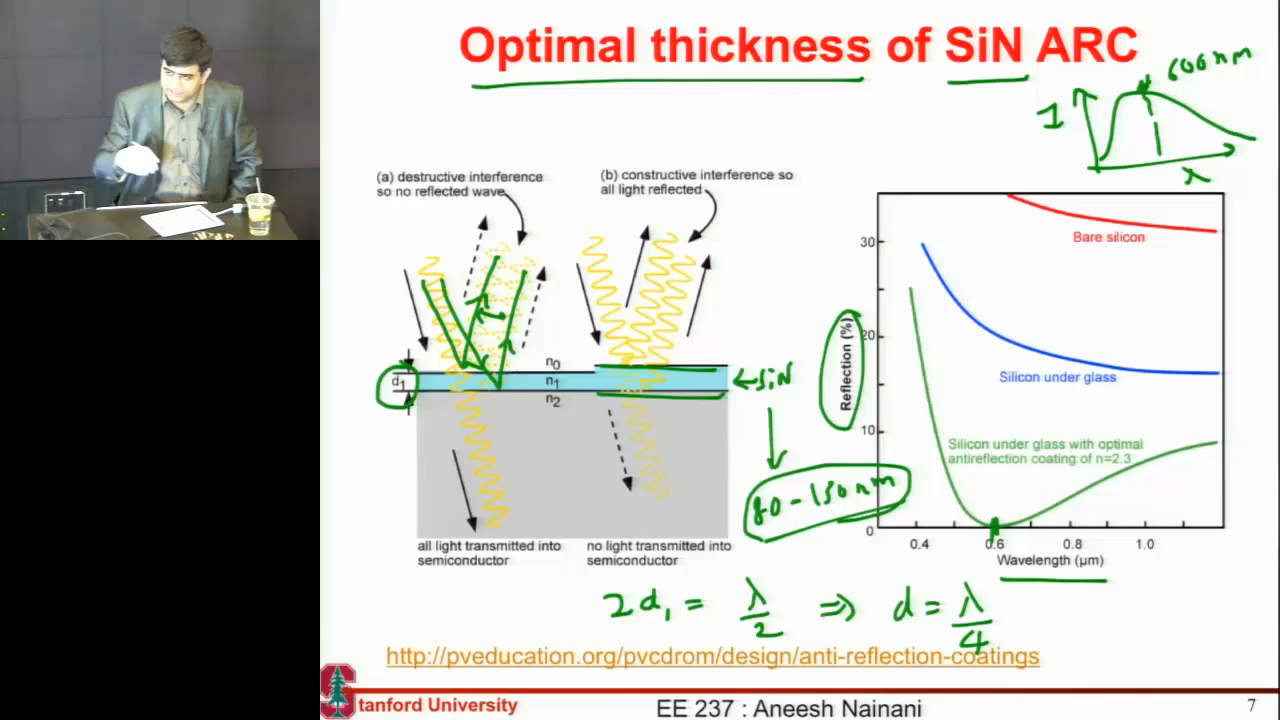 Optimal thickness of SiN ARC
600 nm
I
λ
(a) destructive interference
so no reflected wave
(b) constructive interference so
all light reflected
n0
d1
n1
n2
SiN
80-150 nm
all light transmitted into
semiconductor
no light transmitted into
semiconductor
30
20
10
0
Reflection (%)
Bare silicon
Silicon under glass
Silicon under glass with optimal
antireflection coating of n=2.3
0.4
0.6
0.8
1.0
Wavelength (μm)
2d1 = λ/2 ⇒ d = λ/4
http://pveducation.org/pvcdrom/design/anti-reflection-coatings
Stanford University
EE 237 : Aneesh Nainani
7